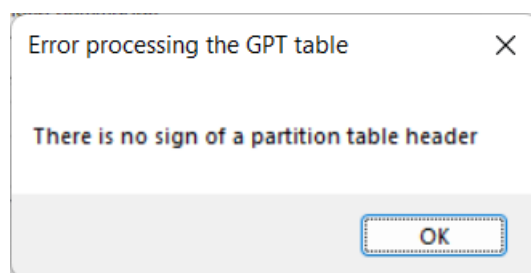 Error processing the GPT table
There is no sign of a partition table header
OK